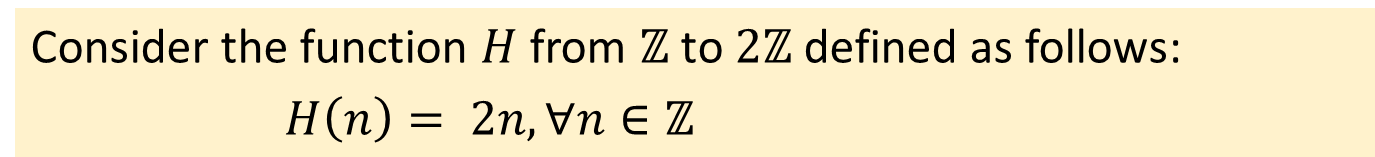 Consider the function 𝐻 from ℤ to 2ℤ defined as follows:
𝐻(𝑛) = 2𝑛, ∀𝑛 ∈ ℤ